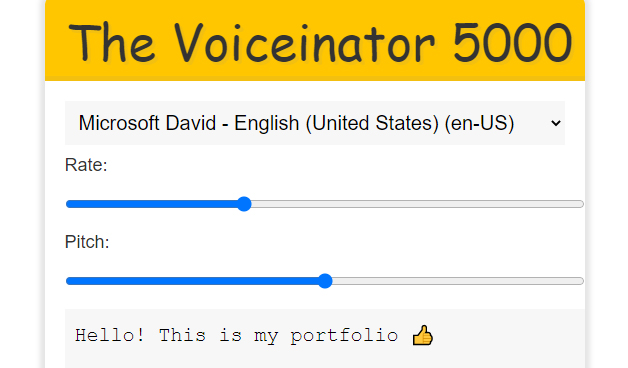 The Voiceinator 5000
Microsoft David - English (United States) (en-US)
Rate:
Pitch:
Hello! This is my portfolio 👍